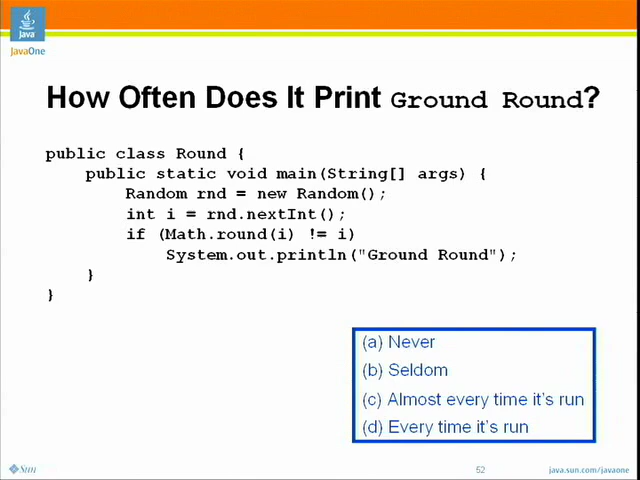 Java
JavaOne
How Often Does It Print Ground Round?
public class Round {
    public static void main(String[] args) {
        Random rnd = new Random();
        int i = rnd.nextInt();
        if (Math.round(i) != i)
            System.out.println("Ground Round");
    }
}
(a) Never
(b) Seldom
(c) Almost every time it's run
(d) Every time it's run
Sun
52
java.sun.com/javaone